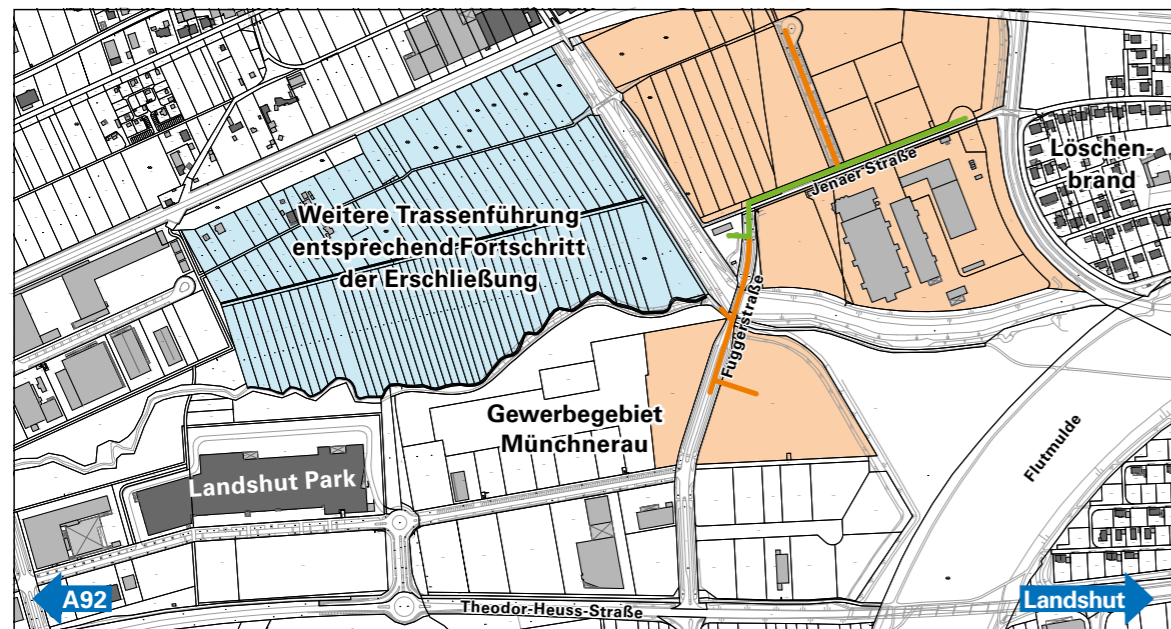 Jenaer Straße
Löschen-
brand
Weitere Trassenführung
entsprechend Fortschritt
der Erschließung
Fuggerstraße
Gewerbegebiet
Münchnerau
Flutmulde
Landshut Park
A92
Theodor-Heuss-Straße
Landshut